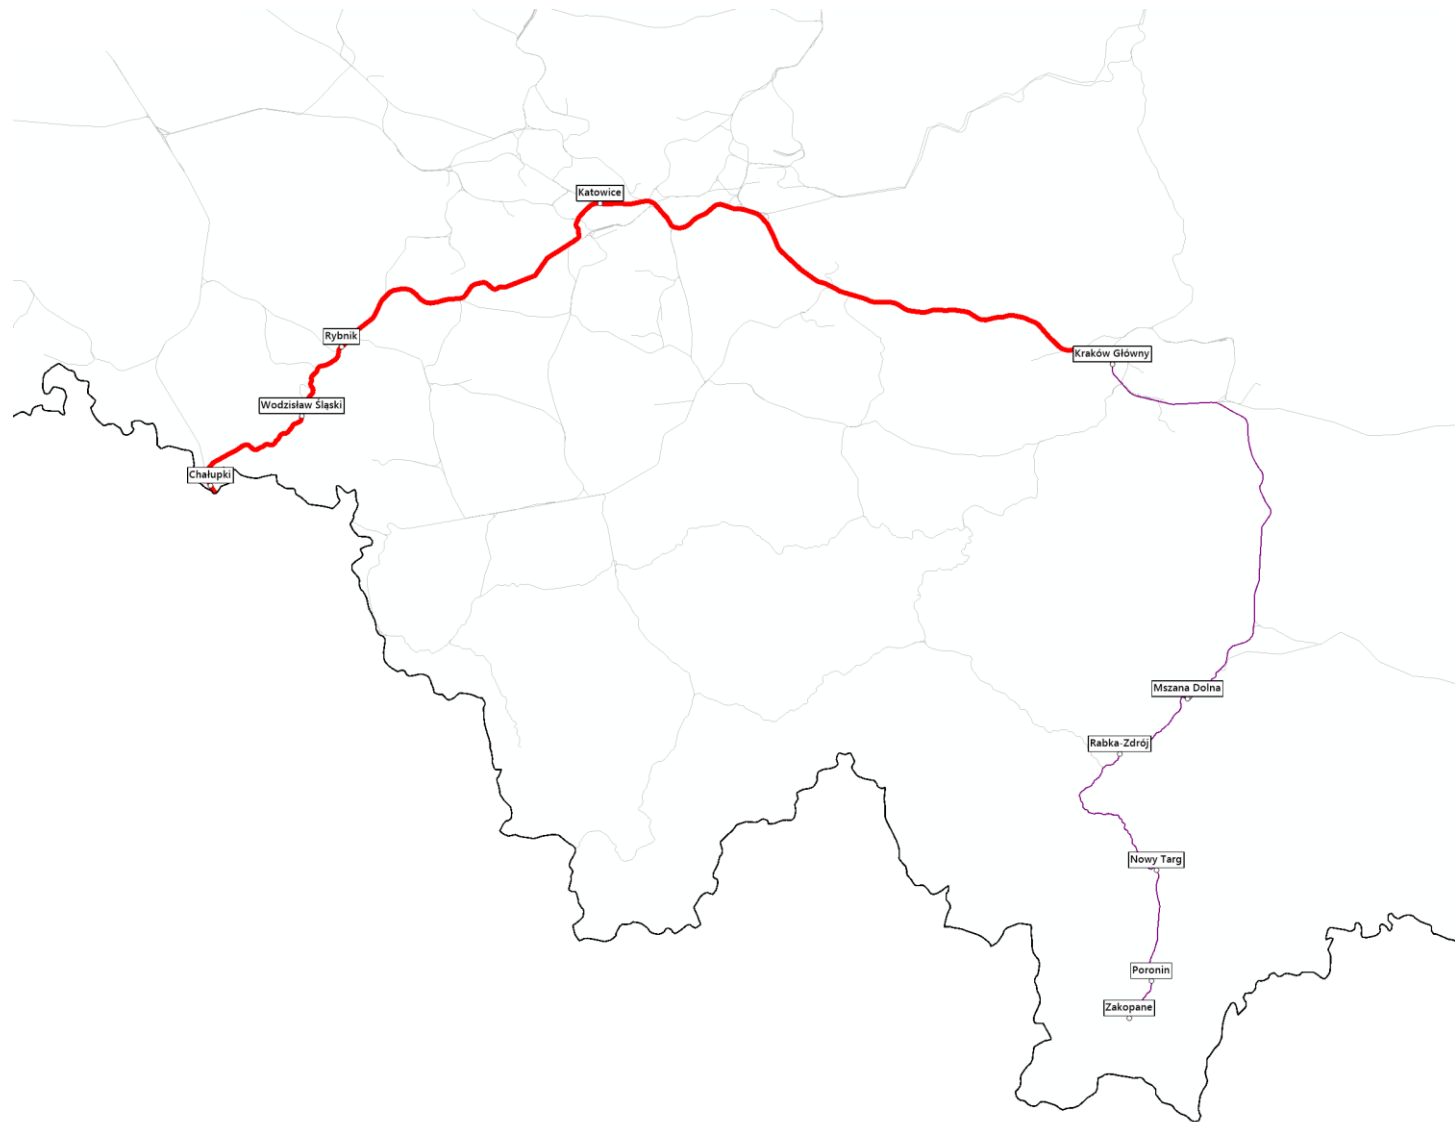 Katowice
Rybnik
Kraków Główny
Wodzisław Śląski
Chałupki
Mszana Dolna
Rabka-Zdrój
Nowy Targ
Poronin
Zakopane